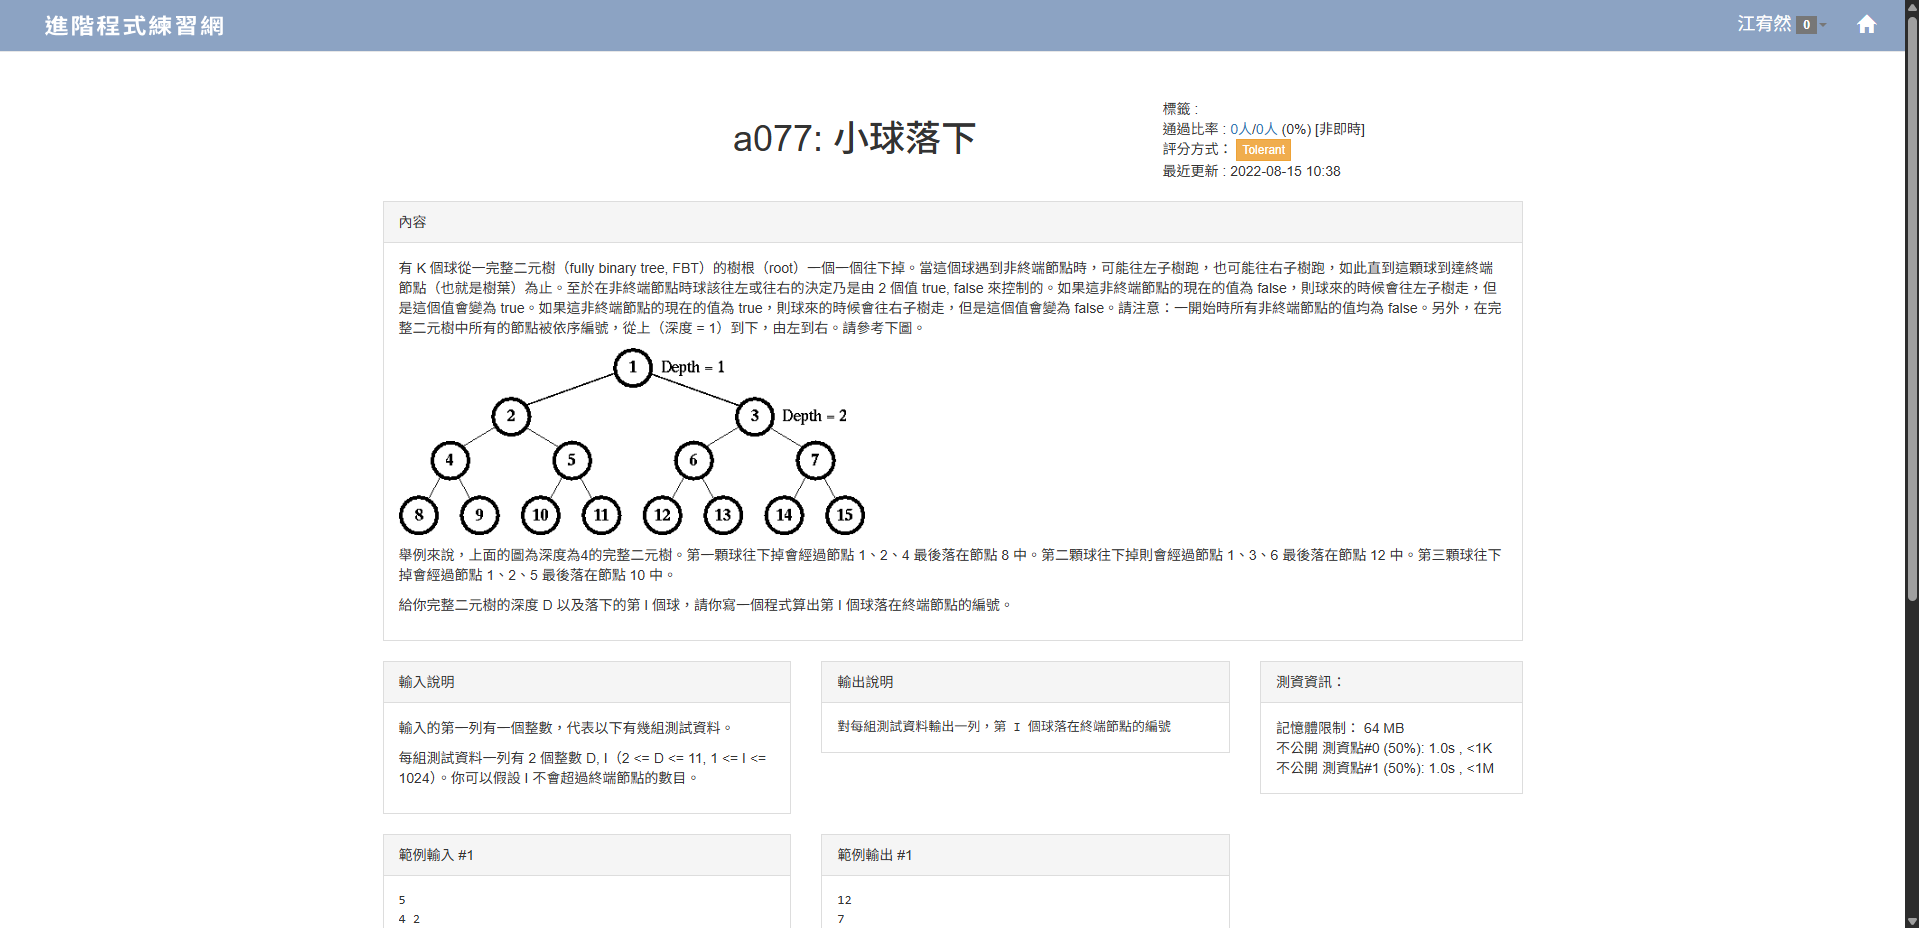 進階程式練習網
江宥然 0
a077: 小球落下
標籤 :
通過比率 : 0人/0人 (0%) [非即時]
評分方式： Tolerant
最近更新 : 2022-08-15 10:38
內容
有 K 個球從一完整二元樹（fully binary tree, FBT）的樹根（root）一個一個往下掉。當這個球遇到非終端節點時，可能往左子樹跑，也可能往右子樹跑，如此直到這顆球到達終端
節點（也就是樹葉）為止。至於在非終端節點時球該往左或往右的決定乃是由 2 個值 true, false 來控制的。如果這非終端節點的現在的值為 false，則球來的時候會往左子樹走，但
是這個值會變為 true。如果這非終端節點的現在的值為 true，則球來的時候會往右子樹走，但是這個值會變為 false。請注意：一開始時所有非終端節點的值均為 false。另外，在完
整二元樹中所有的節點被依序編號，從上（深度 = 1）到下，由左到右。請參考下圖。
1 Depth = 1
2 3 Depth = 2
4 5 6 7
8 9 10 11 12 13 14 15
舉例來說，上面的圖為深度為4的完整二元樹。第一顆球往下掉會經過節點 1、2、4 最後落在節點 8 中。第二顆球往下掉則會經過節點 1、3、6 最後落在節點 12 中。第三顆球往下
掉會經過節點 1、2、5 最後落在節點 10 中。
給你完整二元樹的深度 D 以及落下的第 I 個球，請你寫一個程式算出第 I 個球落在終端節點的編號。
輸入說明
輸入的第一列有一個整數，代表以下有幾組測試資料。
每組測試資料一列有 2 個整數 D, I（2 <= D <= 11, 1 <= I <=
1024）。你可以假設 I 不會超過終端節點的數目。
輸出說明
對每組測試資料輸出一列，第 I 個球落在終端節點的編號
測資資訊：
記憶體限制： 64 MB
不公開 測資點#0 (50%): 1.0s , <1K
不公開 測資點#1 (50%): 1.0s , <1M
範例輸入 #1
5
4 2
範例輸出 #1
12
7